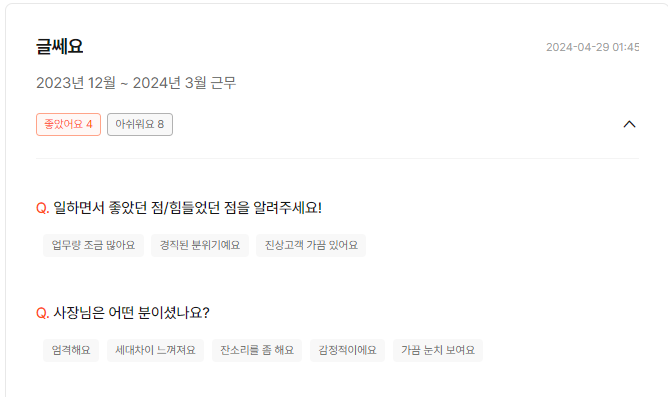 글쎄요
2024-04-29 01:45
2023년 12월 ~ 2024년 3월 근무
좋았어요 4 아쉬워요 8
Q. 일하면서 좋았던 점/힘들었던 점을 알려주세요!
업무량 조금 많아요 경직된 분위기예요 진상고객 가끔 있어요
Q. 사장님은 어떤 분이셨나요?
엄격해요 세대차이 느껴져요 잔소리를 좀 해요 감정적이에요 가끔 눈치 보여요